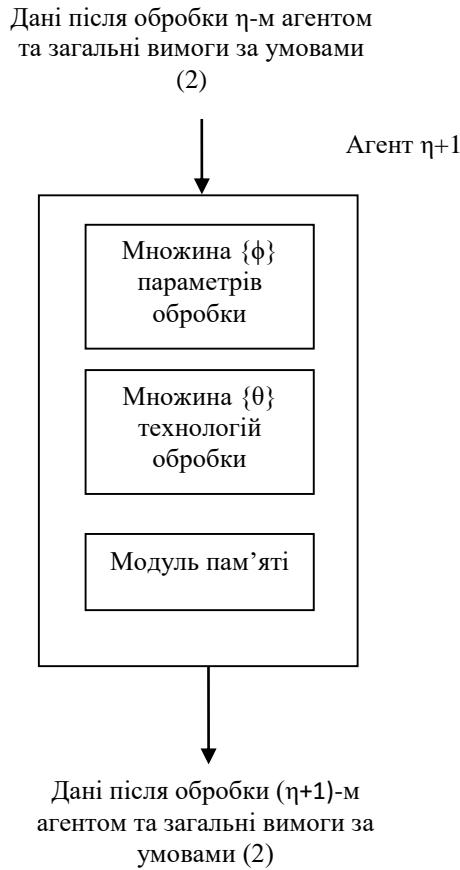 Дані після обробки η-м агентом
та загальні вимоги за умовами
(2)
Агент η+1
Множина {ϕ}
параметрів
обробки
Множина {θ}
технологій
обробки
Модуль пам’яті
Дані після обробки (η+1)-м
агентом та загальні вимоги за
умовами (2)